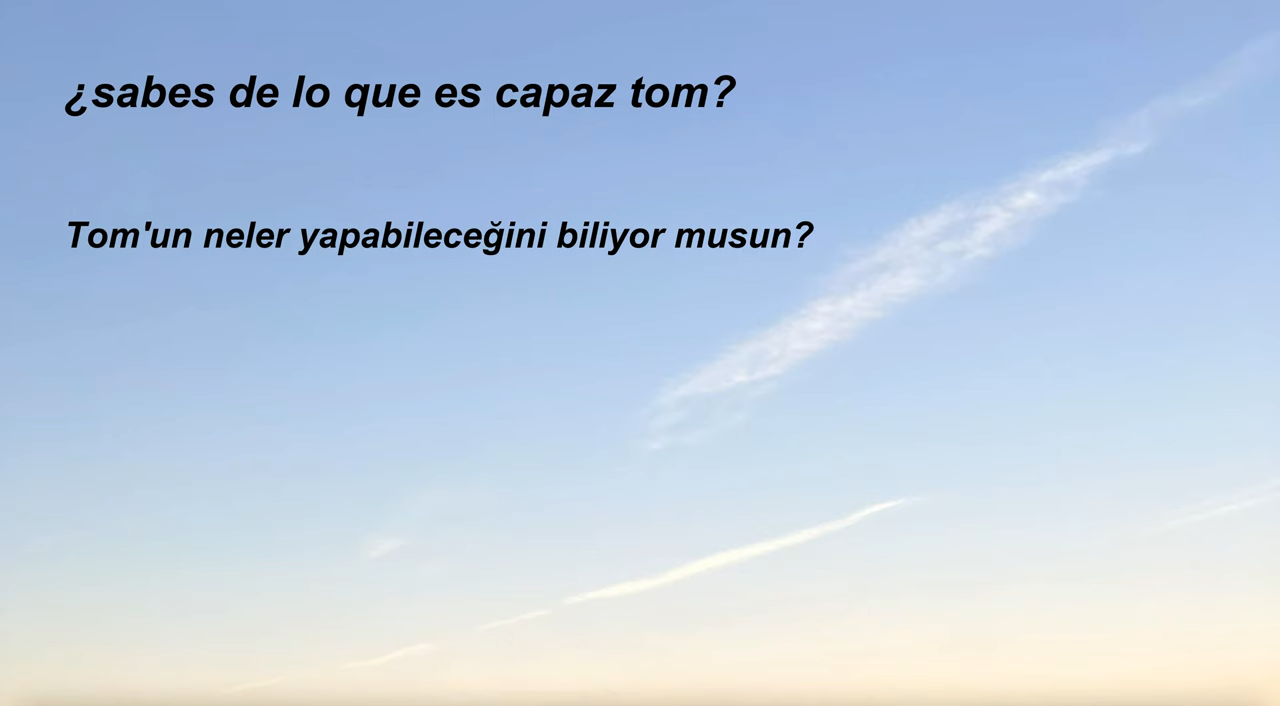 ¿sabes de lo que es capaz tom?
Tom'un neler yapabileceğini biliyor musun?